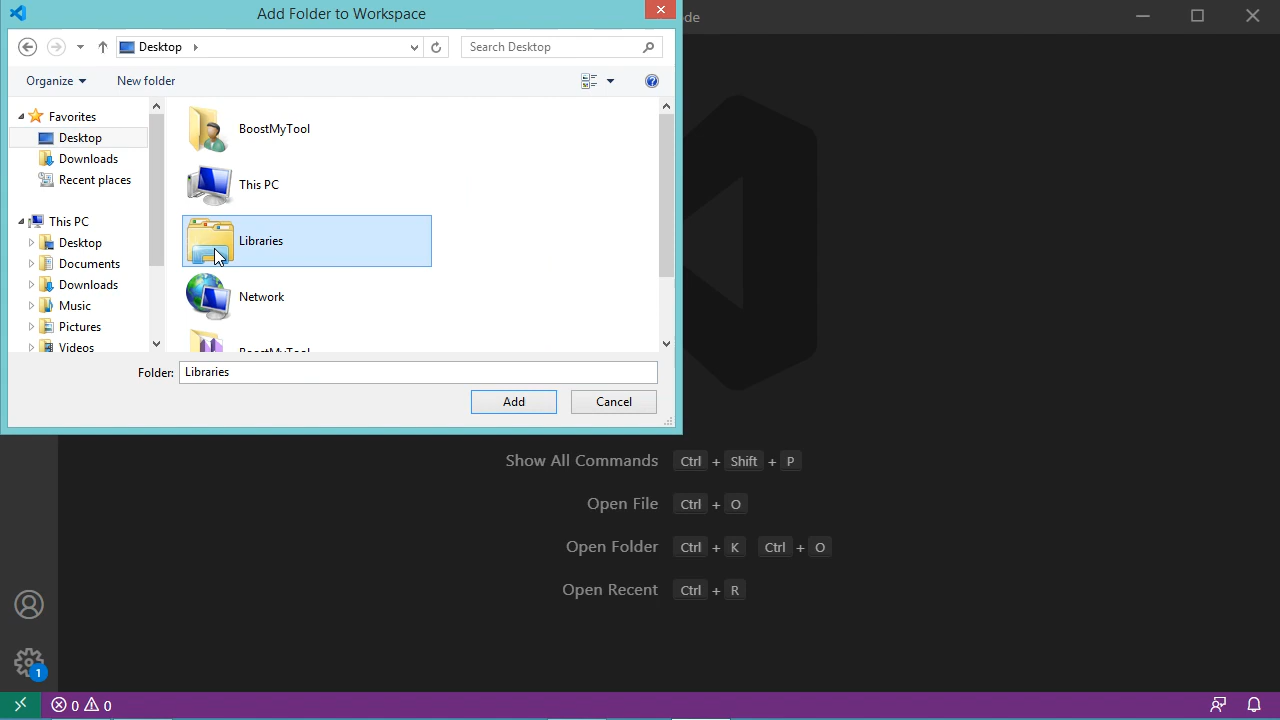 Add Folder to Workspace
de
Desktop
Search Desktop
Organize
New folder
Favorites
Desktop
Downloads
Recent places
This PC
Desktop
Documents
Downloads
Music
Pictures
Videos
BoostMyTool
This PC
Libraries
Network
BoostMyTool
Folder: Libraries
Add Cancel
Show All Commands Ctrl + Shift + P
Open File Ctrl + O
Open Folder Ctrl + K Ctrl + O
Open Recent Ctrl + R
1
0 0